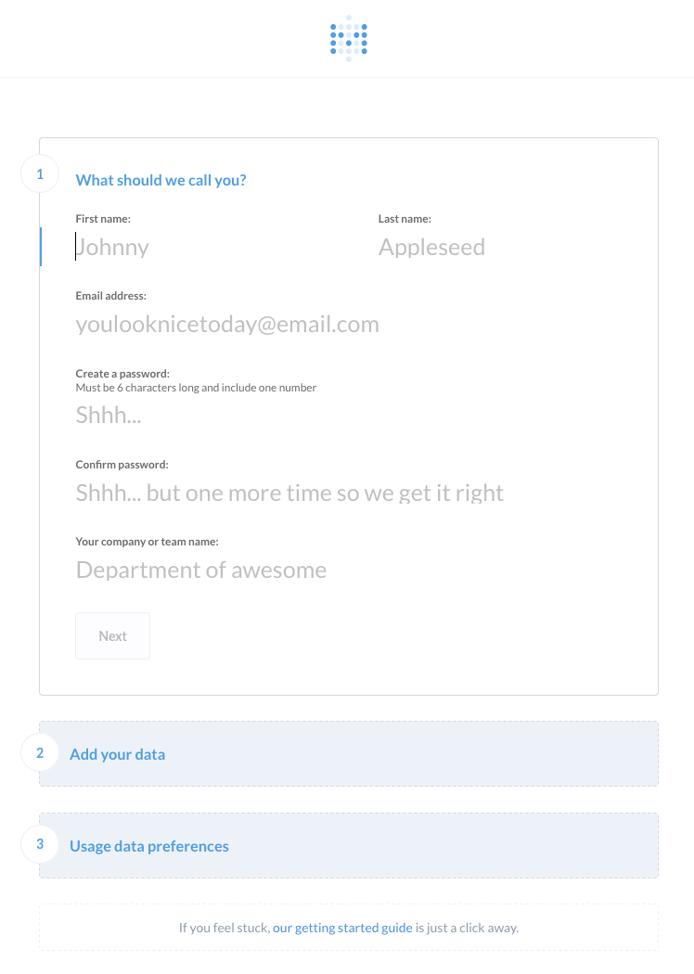 1
What should we call you?
First name:
Last name:
Johnny
Appleseed
Email address:
youlooknicetoday@email.com
Create a password:
Must be 6 characters long and include one number
Shhh...
Confirm password:
Shhh... but one more time so we get it right
Your company or team name:
Department of awesome
Next
2
Add your data
3
Usage data preferences
If you feel stuck, our getting started guide is just a click away.